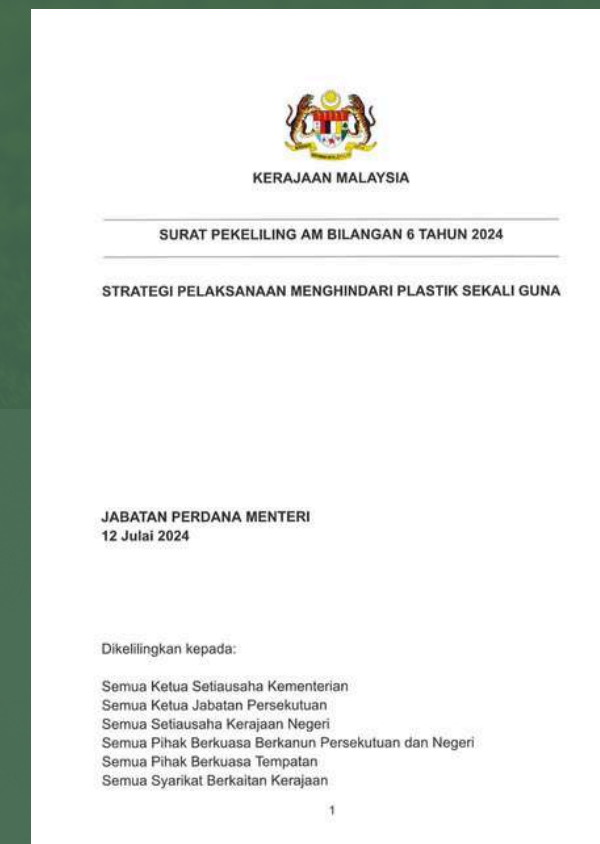 KERAJAAN MALAYSIA
SURAT PEKELILING AM BILANGAN 6 TAHUN 2024
STRATEGI PELAKSANAAN MENGHINDARI PLASTIK SEKALI GUNA
JABATAN PERDANA MENTERI
12 Julai 2024
Dikelilingkan kepada:
Semua Ketua Setiausaha Kementerian
Semua Ketua Jabatan Persekutuan
Semua Setiausaha Kerajaan Negeri
Semua Pihak Berkuasa Berkanun Persekutuan dan Negeri
Semua Pihak Berkuasa Tempatan
Semua Syarikat Berkaitan Kerajaan
1